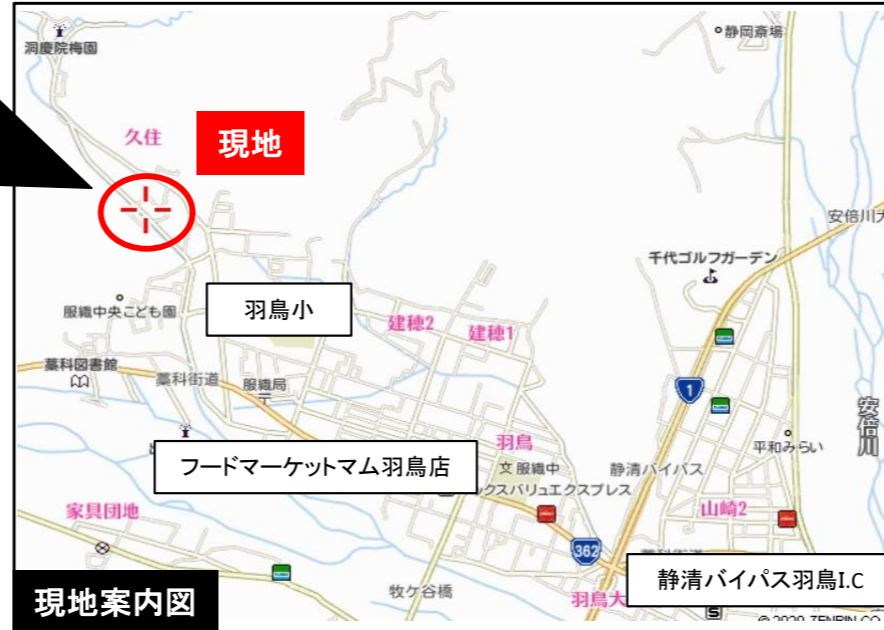 洞慶院梅園
静岡斎場
久住
現地
安倍川大
千代ゴルフガーデン
服織中央こども園
羽鳥小
建穂2
建穂1
藁科図書館
藁科街道
服織局
1
安倍川
羽鳥
平和みらい
フードマーケットマム羽鳥店
文 服織中
静清バイパス
ックスバリュエクスプレス
家具団地
山崎2
362
静清バイパス羽鳥I.C
現地案内図
牧ケ谷橋
羽鳥大
S
© 2020 ZENRIN CO